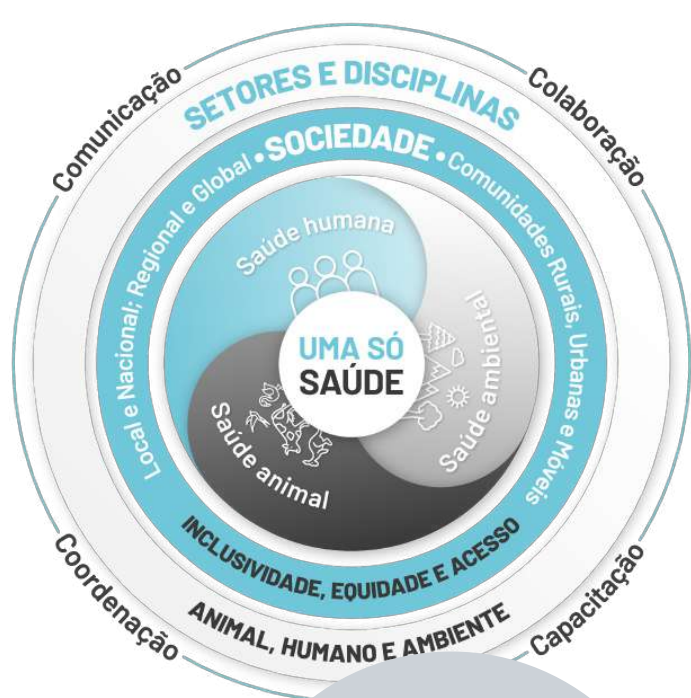 Comunicação
Colaboração
SETORES E DISCIPLINAS
Local e Nacional; Regional e Global • SOCIEDADE • Comunidades Rurais, Urbanas e Móveis
Saúde humana
Saúde ambiental
UMA SÓ
SAÚDE
Saúde animal
INCLUSIVIDADE, EQUIDADE E ACESSO
ANIMAL, HUMANO E AMBIENTE
Coordenação
Capacitação